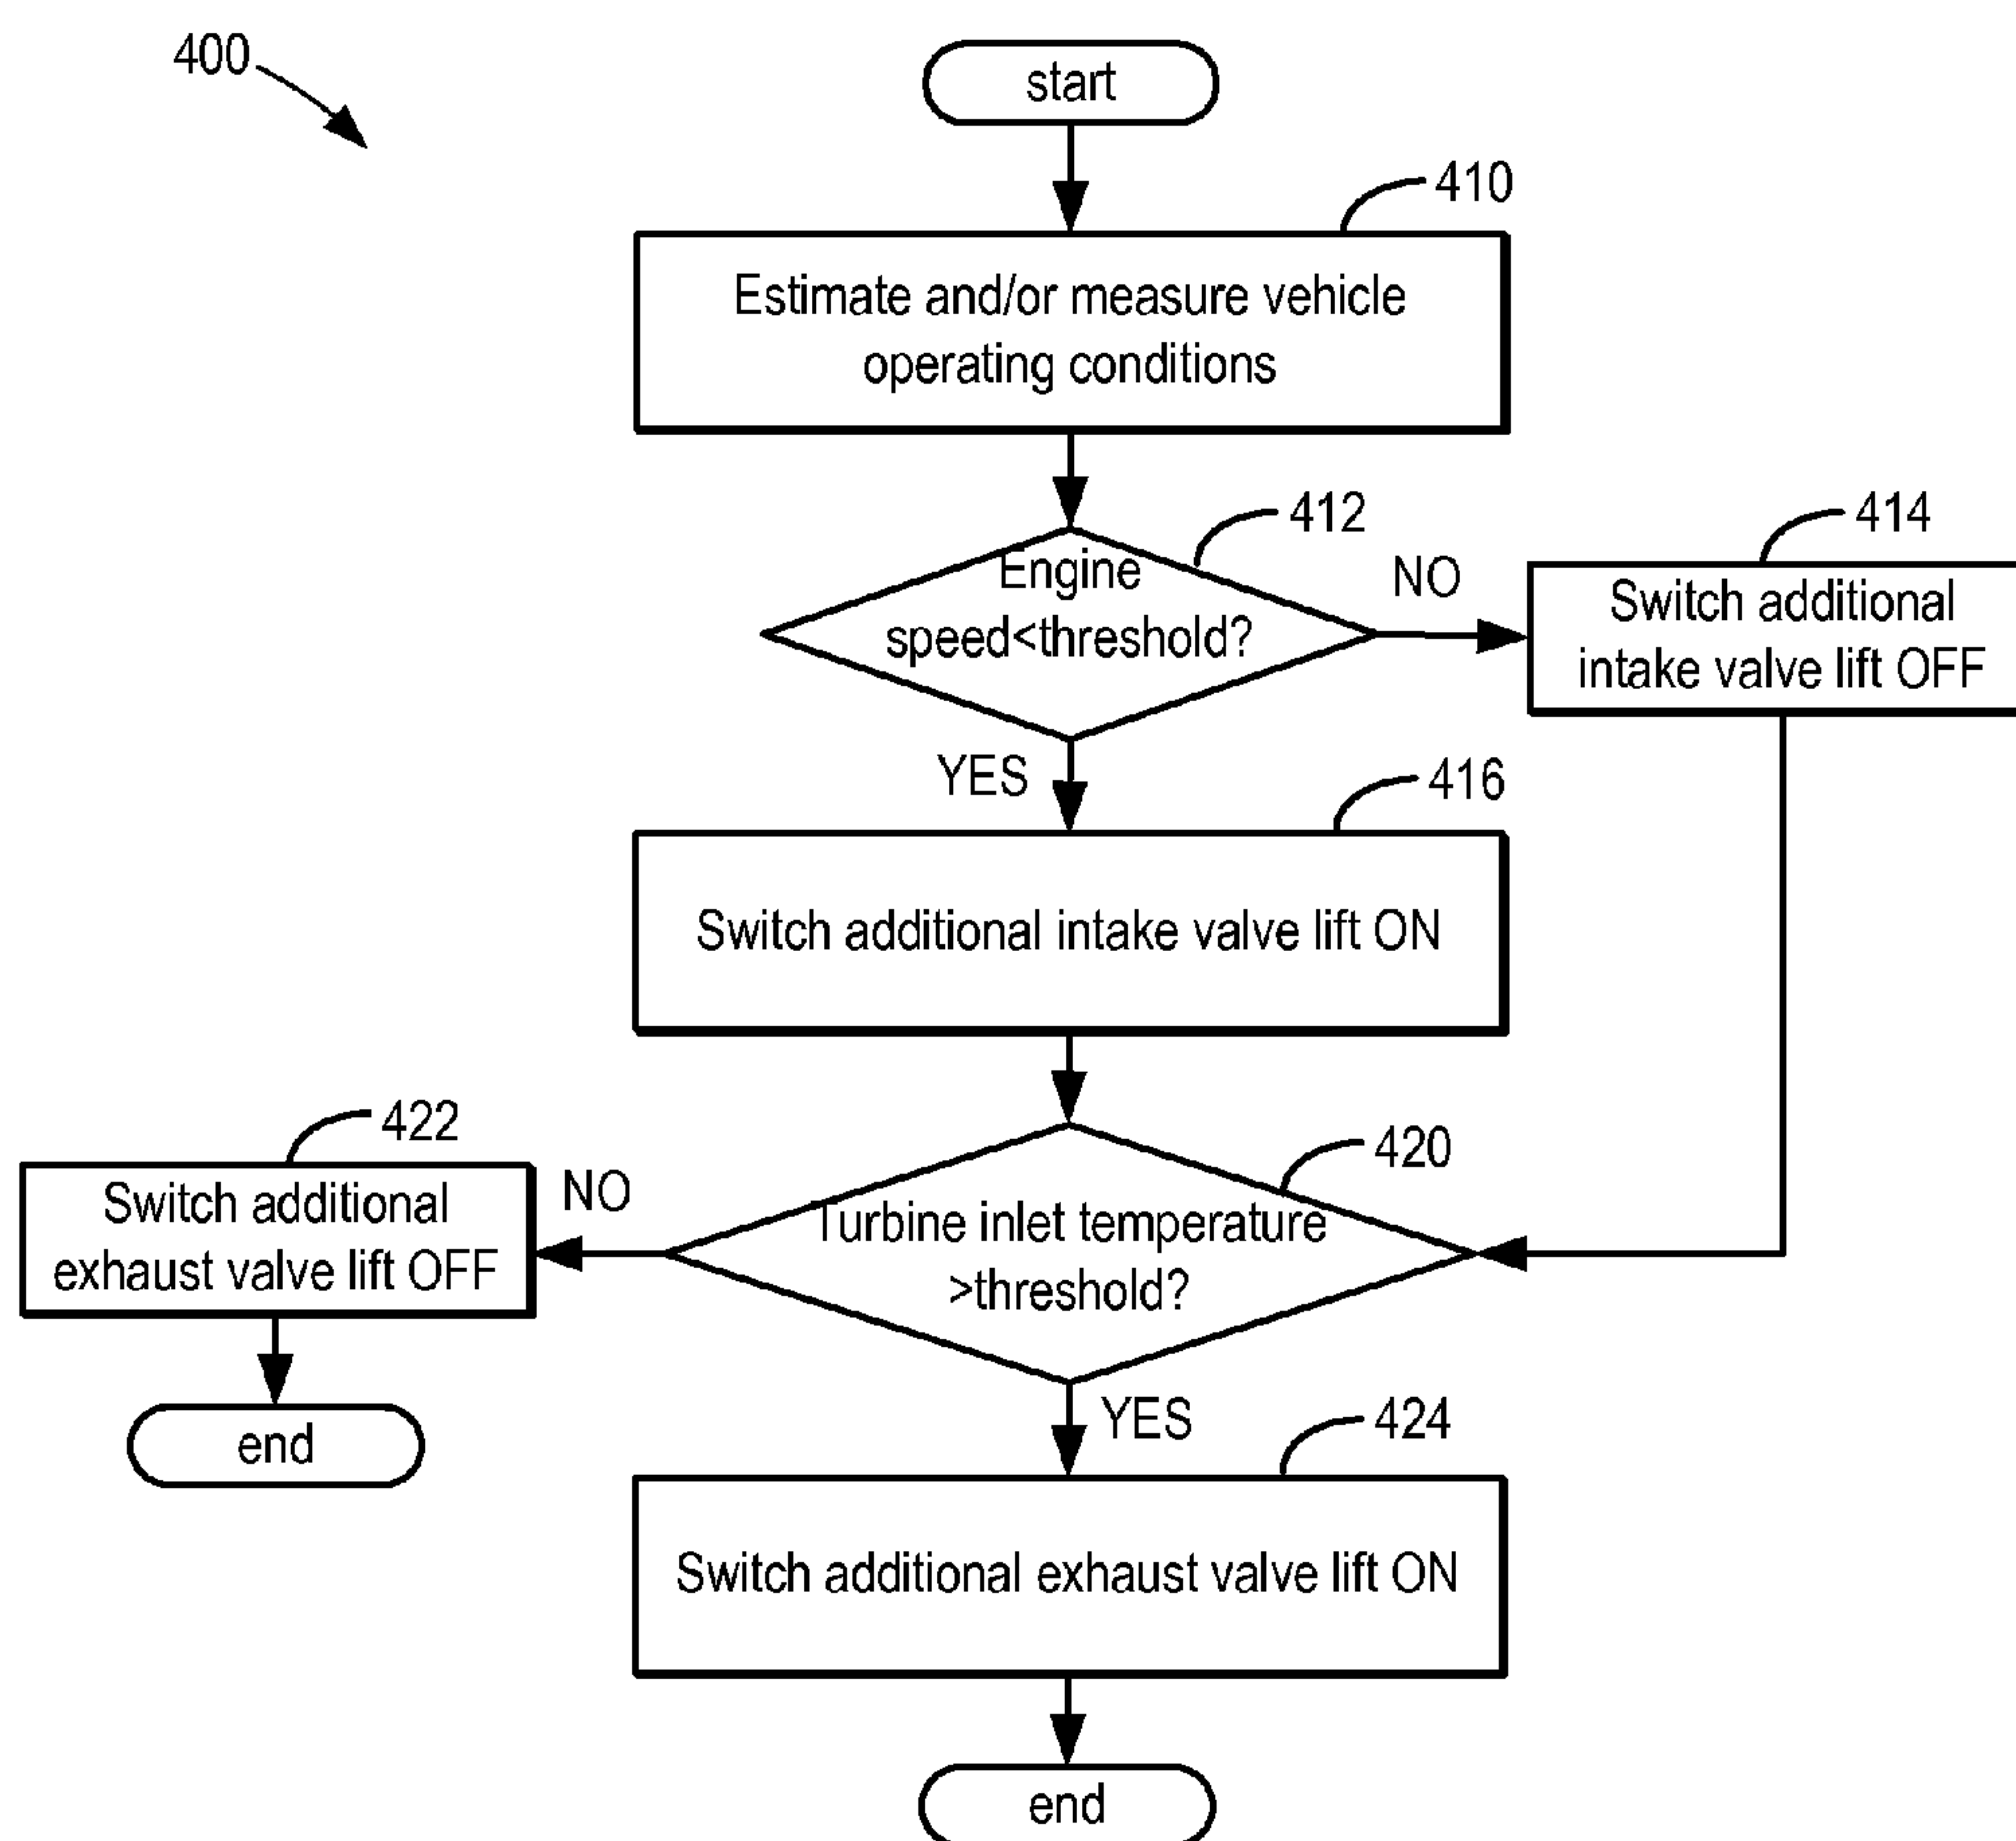 400
start
410
Estimate and/or measure vehicle
operating conditions
412
Engine
speed<threshold?
NO
414
Switch additional
intake valve lift OFF
YES
416
Switch additional intake valve lift ON
420
Turbine inlet temperature
>threshold?
NO
422
Switch additional
exhaust valve lift OFF
end
YES
424
Switch additional exhaust valve lift ON
end